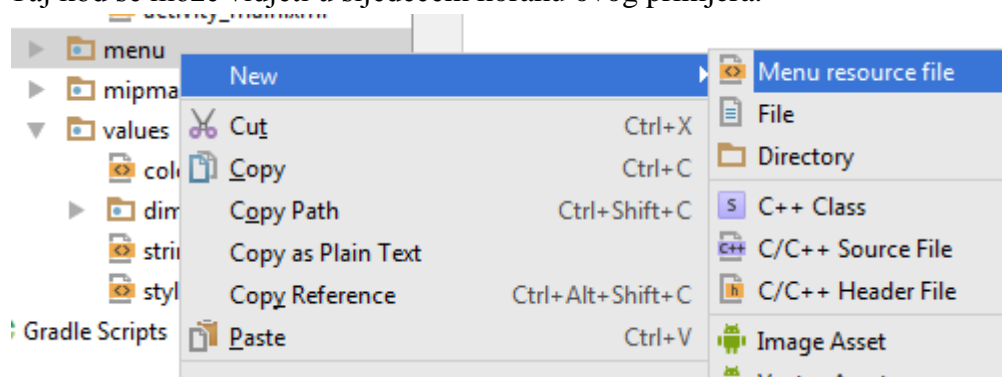 menu
New
Menu resource file
mipma
File
values
Cut Ctrl+X
Directory
Copy Ctrl+C
Copy Path Ctrl+Shift+C
C++ Class
Copy as Plain Text
C/C++ Source File
Copy Reference Ctrl+Alt+Shift+C
C/C++ Header File
Gradle Scripts
Paste Ctrl+V
Image Asset